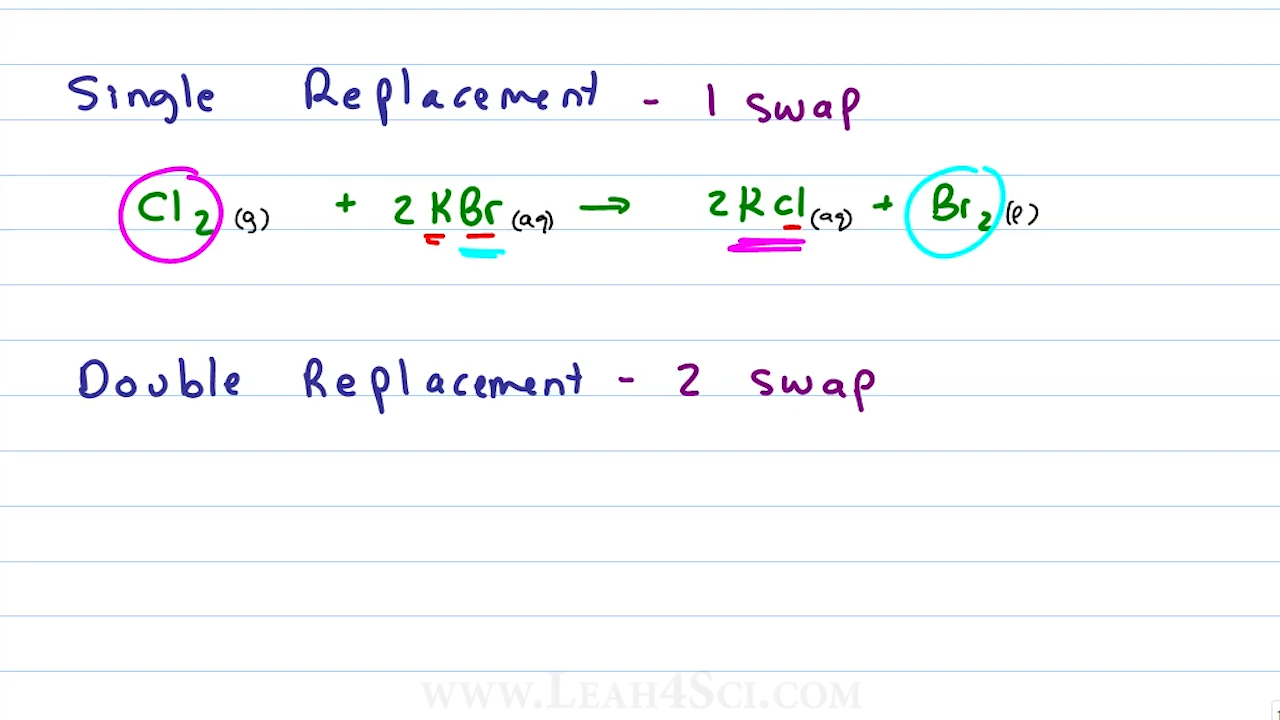 Single Replacement - 1 swap
Cl2 (g) + 2 KBr (aq) → 2 KCl (aq) + Br2 (l)
Double Replacement - 2 swap
www.Leah4Sci.com